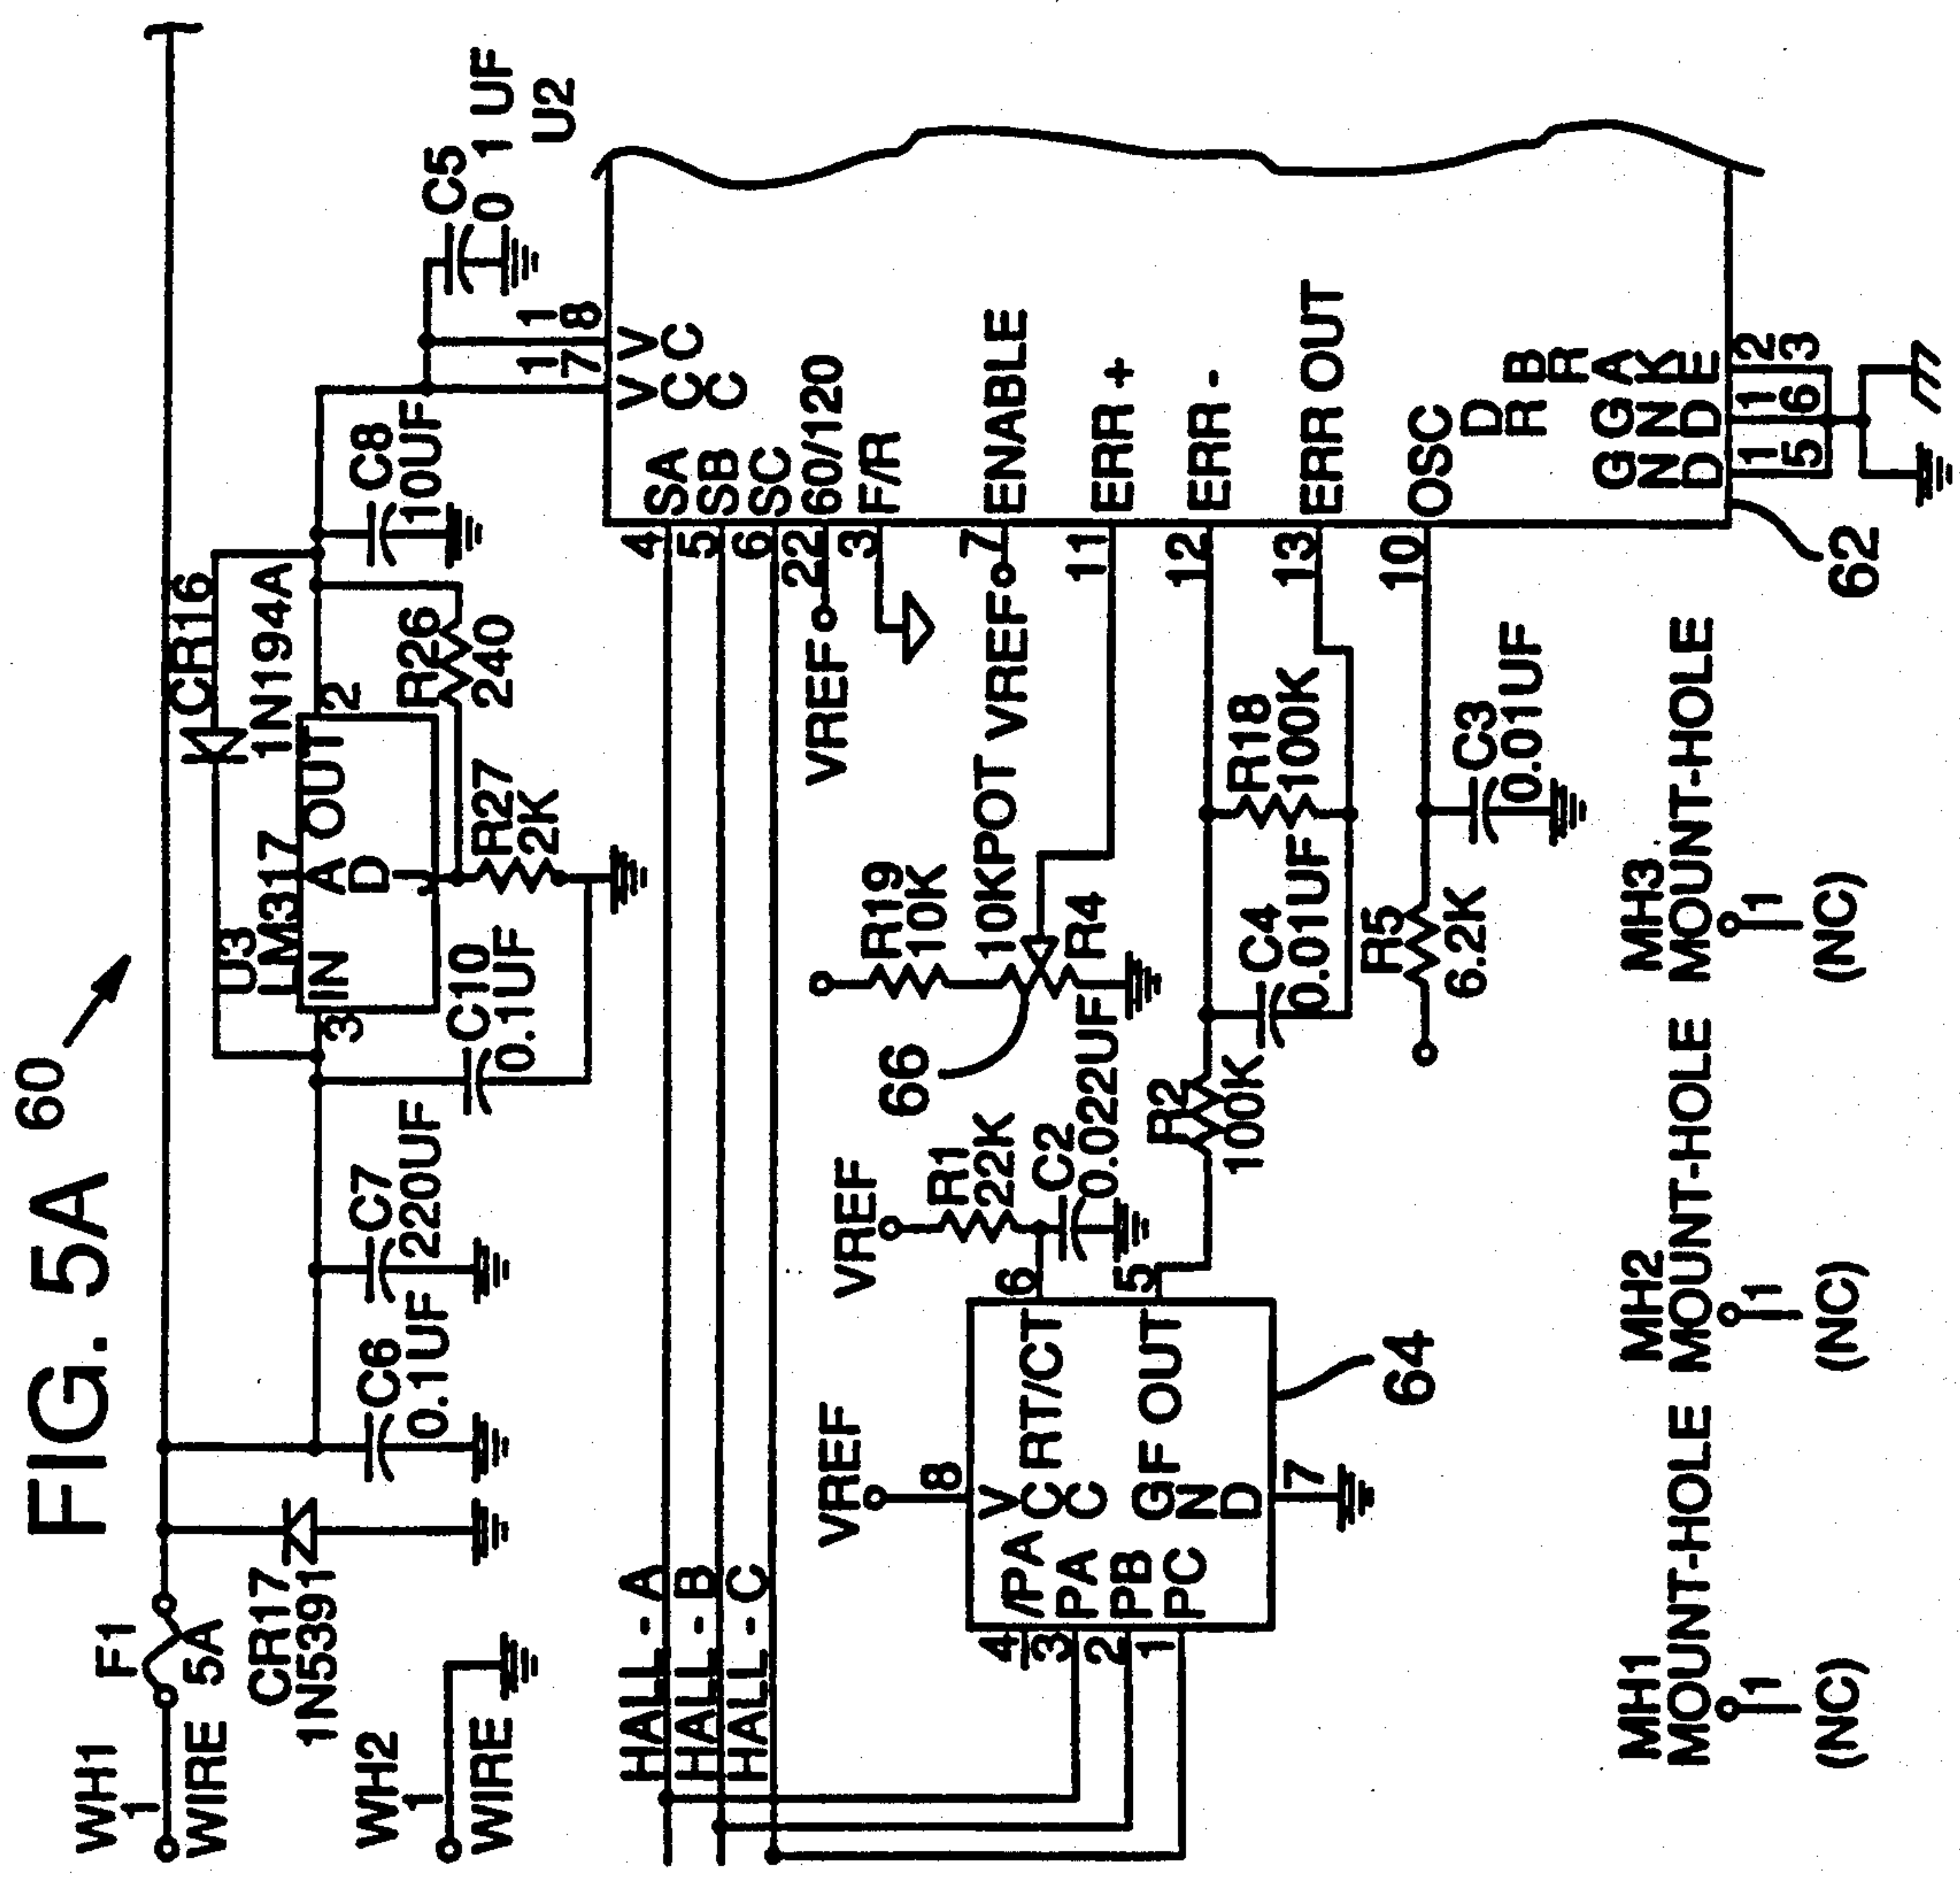 FIG. 5A
60
WH1
1
WIRE
F1
5A
CR17
1N5391
WH2
1
WIRE
C6
0.1UF
C7
220UF
U3
LM317
IN
ADJ
OUT
3
2
CR16
1N194A
C10
0.1UF
R27
2K
R26
240
C8
10UF
C5
0 1 UF
U2
17
18
VCC
VC
HALL - A
HALL - B
HALL - C
4
5
6
22
3
7
11
12
13
10
SA
SB
SC
60/120
F/R
ENABLE
ERR +
ERR -
ERR OUT
OSC
VREF
VREF
GND
DR GND
BRAKE
15
16
23
62
R19
10K
10KPOT
R4
66
VREF
R1
22K
C2
0.022UF
VREF
8
VCC
RT/CT
6
F OUT
5
GND
7
/PA
PA
PB
PC
4
3
2
1
64
R2
100K
C4
0.01UF
R18
100K
R5
6.2K
C3
0.01UF
MH1
MOUNT-HOLE
1
(NC)
MH2
MOUNT-HOLE
1
(NC)
MH3
MOUNT-HOLE
1
(NC)